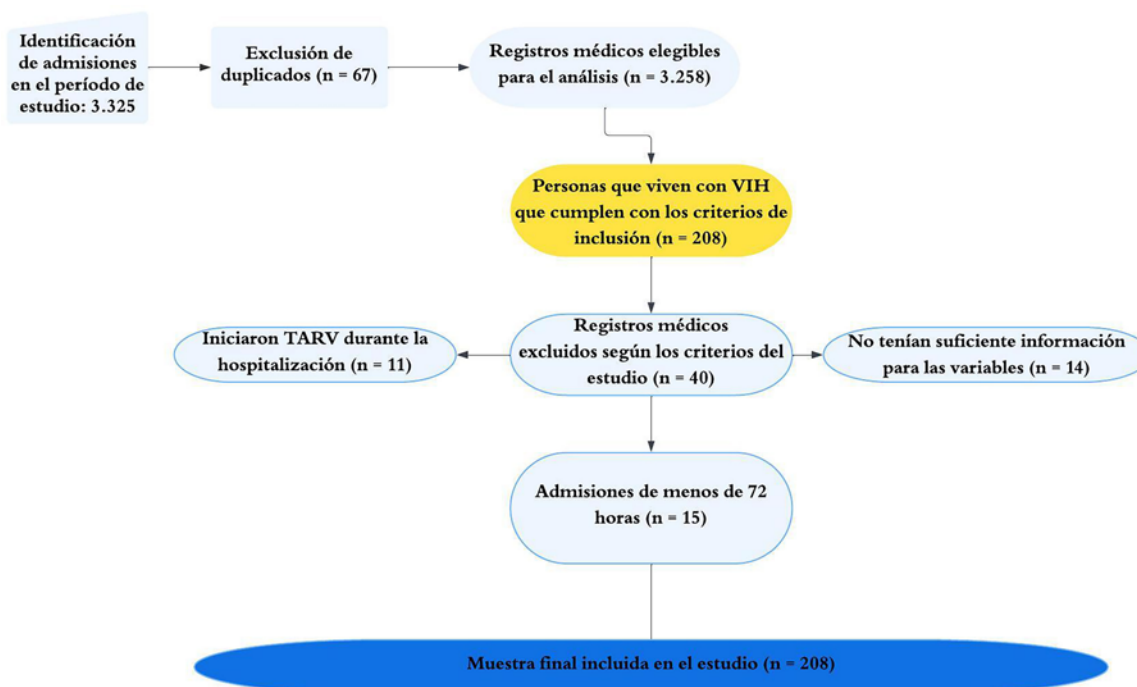 Identificación
de admisiones
en el período de
estudio: 3.325
Exclusión de
duplicados (n = 67)
Registros médicos elegibles
para el análisis (n = 3.258)
Personas que viven con VIH
que cumplen con los criterios de
inclusión (n = 208)
Iniciaron TARV durante la
hospitalización (n = 11)
Registros médicos
excluidos según los criterios del
estudio (n = 40)
No tenían suficiente información
para las variables (n = 14)
Admisiones de menos de 72
horas (n = 15)
Muestra final incluida en el estudio (n = 208)